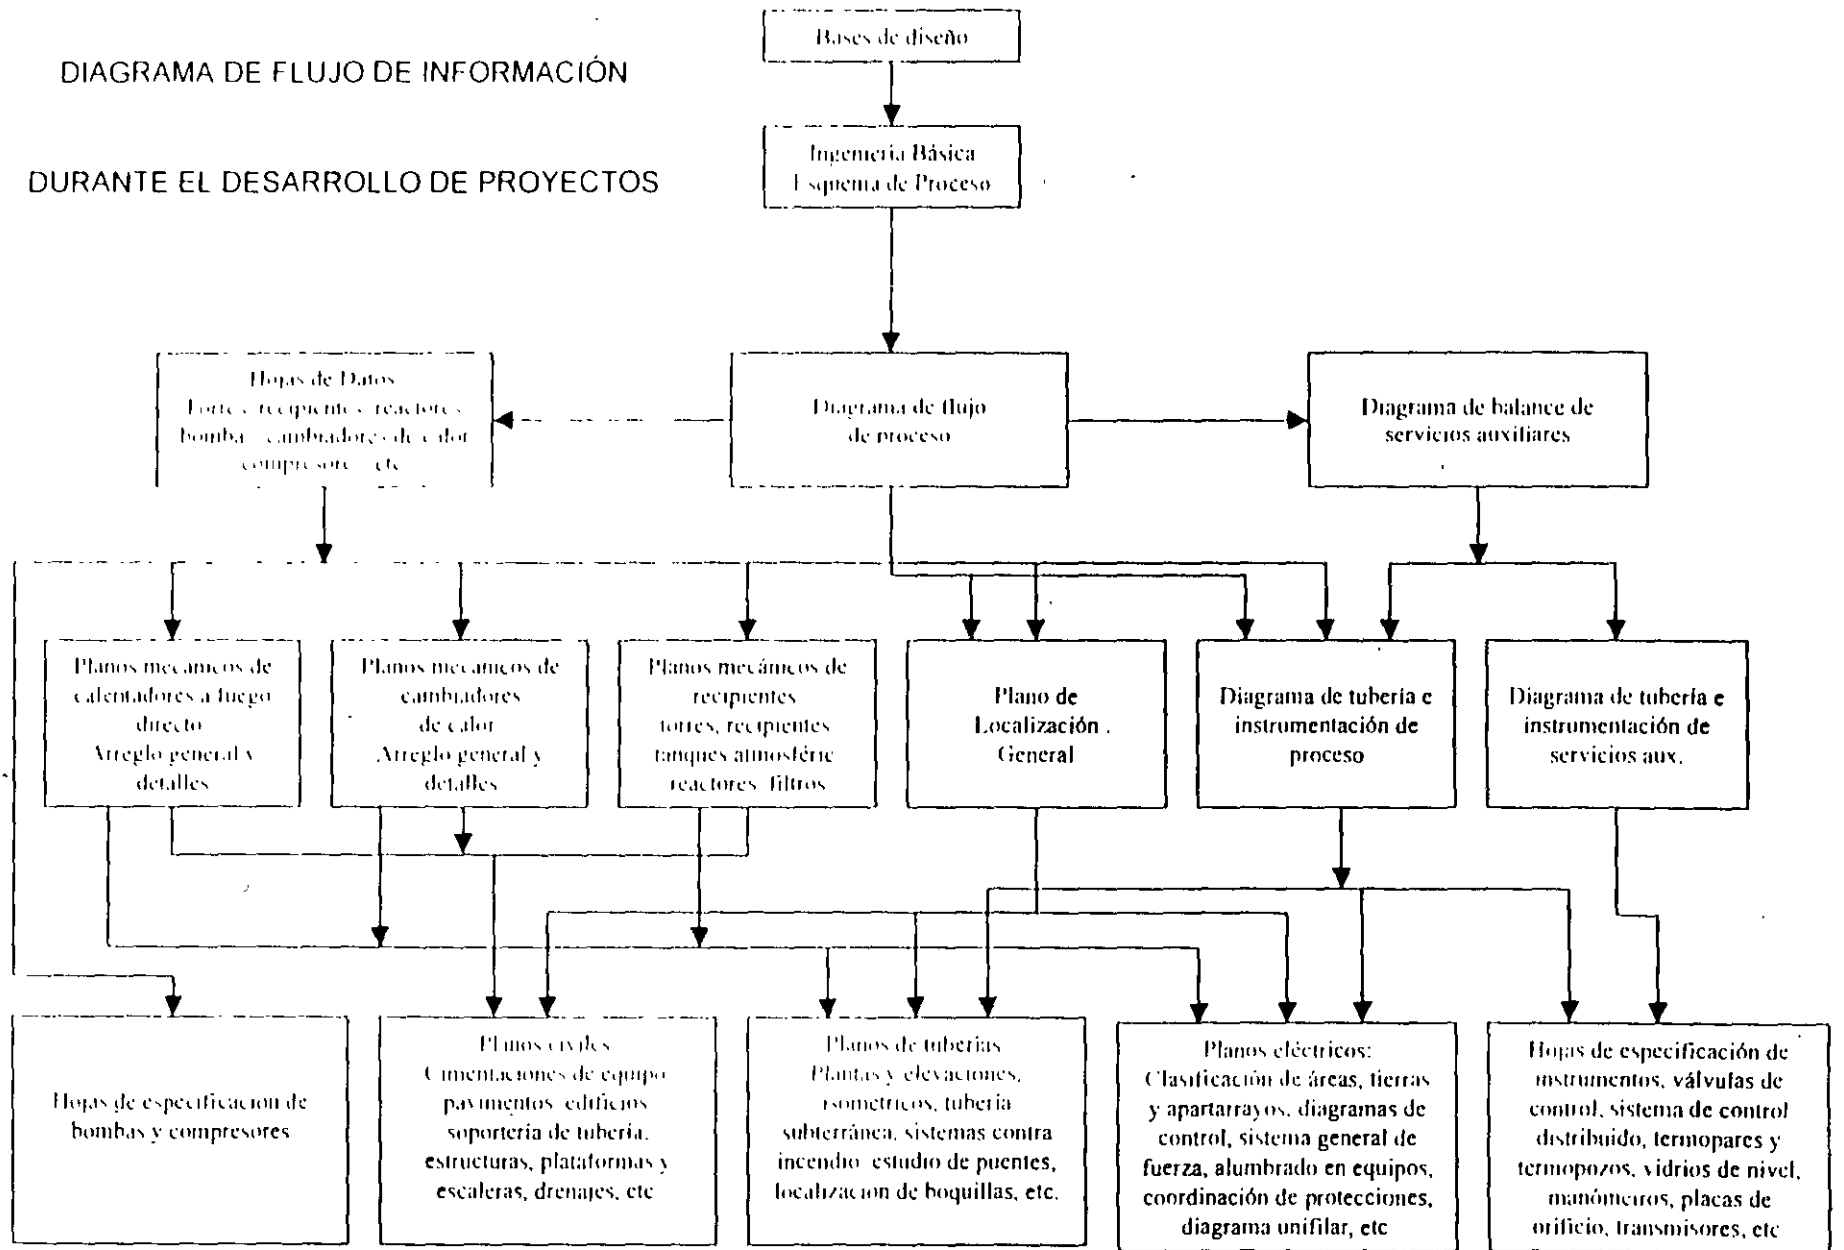 Bases de diseño
DIAGRAMA DE FLUJO DE INFORMACIÓN
DURANTE EL DESARROLLO DE PROYECTOS
Ingeniería Básica
Esquema de Proceso
Hojas de Datos
Torres, recipientes, reactores
bombas, cambiadores de calor
compresores, etc
Diagrama de flujo
de proceso
Diagrama de balance de
servicios auxiliares
Planos mecánicos de
calentadores a fuego
directo
Arreglo general y
detalles
Planos mecánicos de
cambiadores
de calor
Arreglo general y
detalles
Planos mecánicos de
recipientes
torres, recipientes
tanques atmosféric
reactores, filtros
Plano de
Localización .
General
Diagrama de tubería e
instrumentación de
proceso
Diagrama de tubería e
instrumentación de
servicios aux.
Hojas de especificación de
bombas y compresores
Planos civiles
Cimentaciones de equipo
pavimentos, edificios
soportería de tubería,
estructuras, plataformas y
escaleras, drenajes, etc
Planos de tuberías
Plantas y elevaciones,
isométricos, tubería
subterránea, sistemas contra
incendio, estudio de puentes,
localización de boquillas, etc.
Planos eléctricos:
Clasificación de áreas, tierras
y apartarrayos, diagramas de
control, sistema general de
fuerza, alumbrado en equipos,
coordinación de protecciones,
diagrama unifilar, etc
Hojas de especificación de
instrumentos, válvulas de
control, sistema de control
distribuido, termopares y
termopozos, vidrios de nivel,
manómetros, placas de
orificio, transmisores, etc